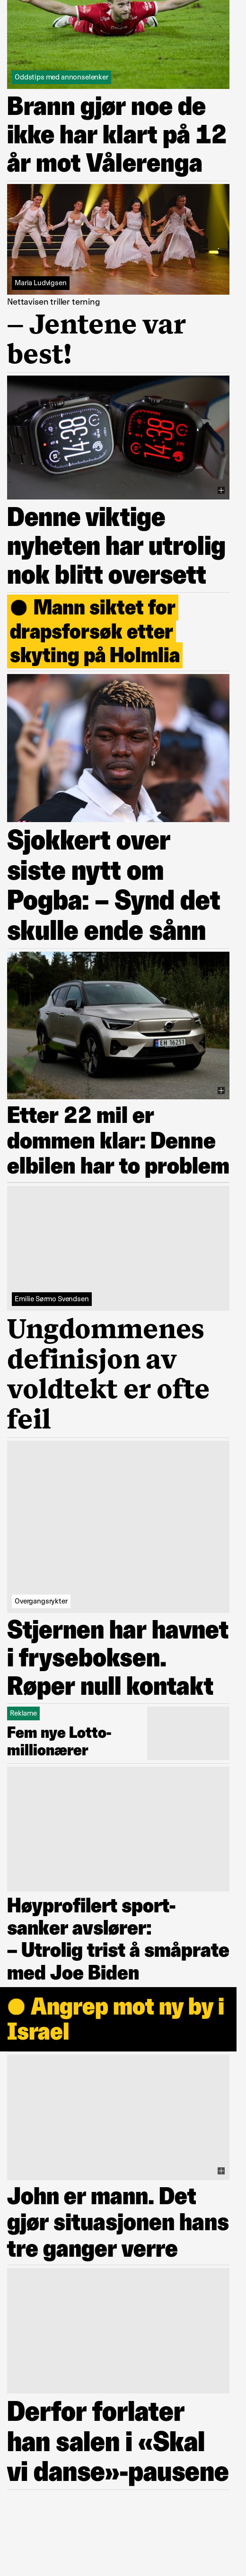 Oddstips med annonselenker
Brann gjør noe de
ikke har klart på 12
år mot Vålerenga
Maria Ludvigsen
Nettavisen triller terning
– Jentene var
best!
14:38
14:38
Denne viktige
nyheten har utrolig
nok blitt oversett
Mann siktet for
drapsforsøk etter
skyting på Holmlia
Sjokkert over
siste nytt om
Pogba: – Synd det
skulle ende sånn
Etter 22 mil er
dommen klar: Denne
elbilen har to problem
Emilie Sørmo Svendsen
Ungdommenes
definisjon av
voldtekt er ofte
feil
Overgangsrykter
Stjernen har havnet
i fryseboksen.
Røper null kontakt
Reklame
Fem nye Lotto-
millionærer
Høyprofilert sport-
sanker avslører:
– Utrolig trist å småprate
med Joe Biden
Angrep mot ny by i
Israel
John er mann. Det
gjør situasjonen hans
tre ganger verre
Derfor forlater
han salen i «Skal
vi danse»-pausene